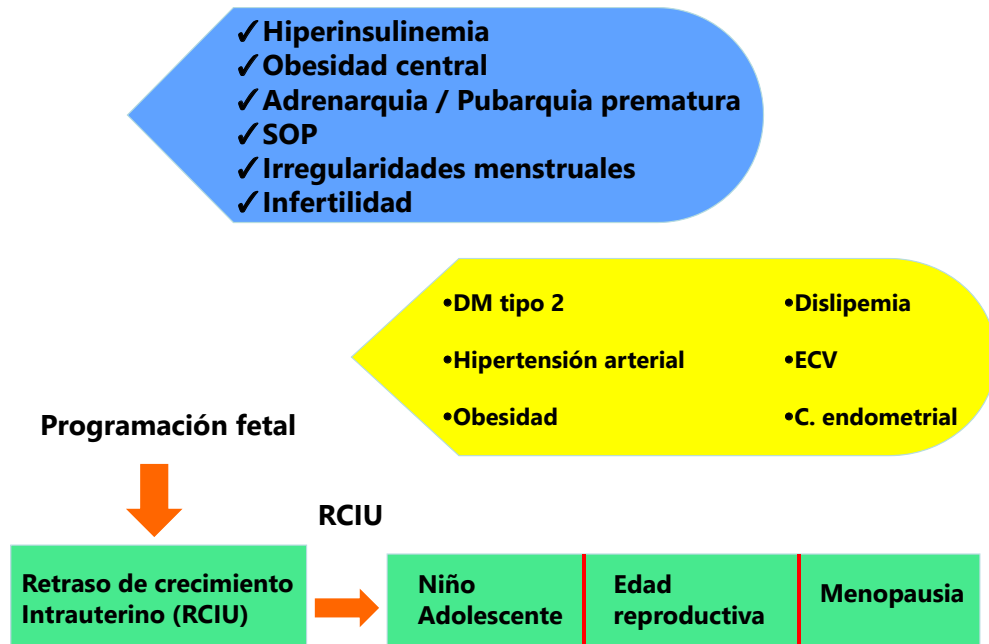 ✓Hiperinsulinemia
✓Obesidad central
✓Adrenarquia / Pubarquia prematura
✓SOP
✓Irregularidades menstruales
✓Infertilidad
•DM tipo 2
•Hipertensión arterial
•Obesidad
•Dislipemia
•ECV
•C. endometrial
Programación fetal
RCIU
Retraso de crecimiento
Intrauterino (RCIU)
Niño
Adolescente
Edad
reproductiva
Menopausia